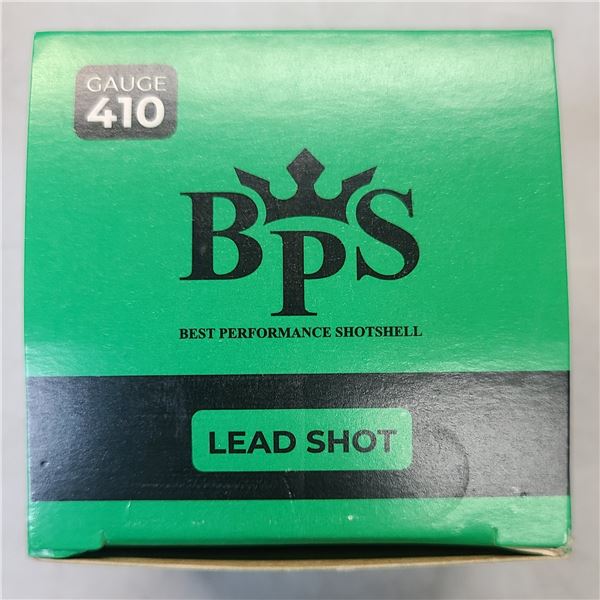 GAUGE
410
BPS
BEST PERFORMANCE SHOTSHELL
LEAD SHOT